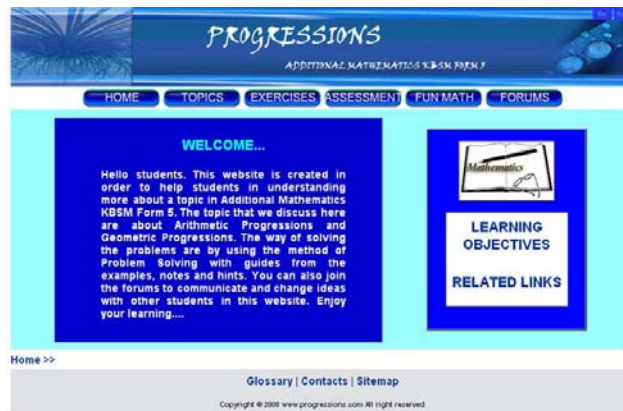 PROGRESSIONS
ADDITIONAL MATHEMATICS KBSM FORM 5
HOME TOPICS EXERCISES ASSESSMENT FUN MATH FORUMS
WELCOME...
Hello students. This website is created in
order to help students in understanding
more about a topic in Additional Mathematics
KBSM Form 5. The topic that we discuss here
are about Arithmetic Progressions and
Geometric Progressions. The way of solving
the problems are by using the method of
Problem Solving with guides from the
examples, notes and hints. You can also join
the forums to communicate and change ideas
with other students in this website. Enjoy
your learning....
Mathematics
LEARNING
OBJECTIVES
RELATED LINKS
Home >>
Glossary | Contacts | Sitemap
Copyright © 2008 www.progressions.com All right reserved